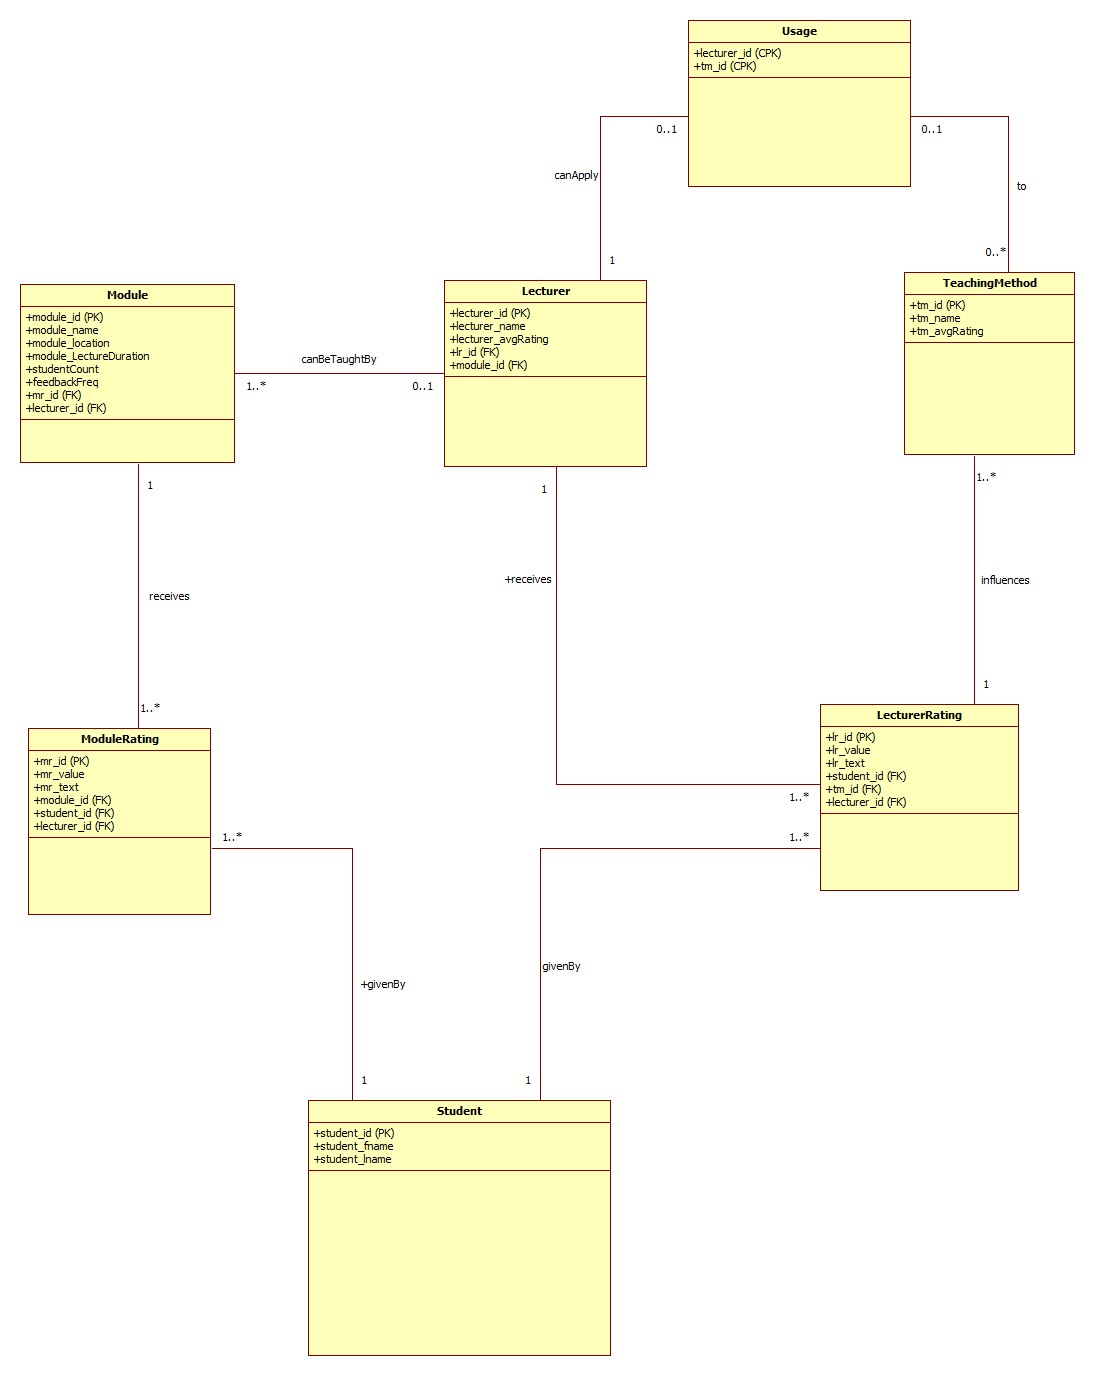 Usage
+lecturer_id (CPK)
+tm_id (CPK)
0..1
0..1
canApply
to
1
0..*
Module
+module_id (PK)
+module_name
+module_location
+module_LectureDuration
+studentCount
+feedbackFreq
+mr_id (FK)
+lecturer_id (FK)
canBeTaughtBy
1..*
0..1
Lecturer
+lecturer_id (PK)
+lecturer_name
+lecturer_avgRating
+lr_id (FK)
+module_id (FK)
TeachingMethod
+tm_id (PK)
+tm_name
+tm_avgRating
1
1
1..*
receives
+receives
influences
1..*
1..*
1
ModuleRating
+mr_id (PK)
+mr_value
+mr_text
+module_id (FK)
+student_id (FK)
+lecturer_id (FK)
LecturerRating
+lr_id (PK)
+lr_value
+lr_text
+student_id (FK)
+tm_id (FK)
+lecturer_id (FK)
1..*
1..*
+givenBy
givenBy
1
1
Student
+student_id (PK)
+student_fname
+student_lname